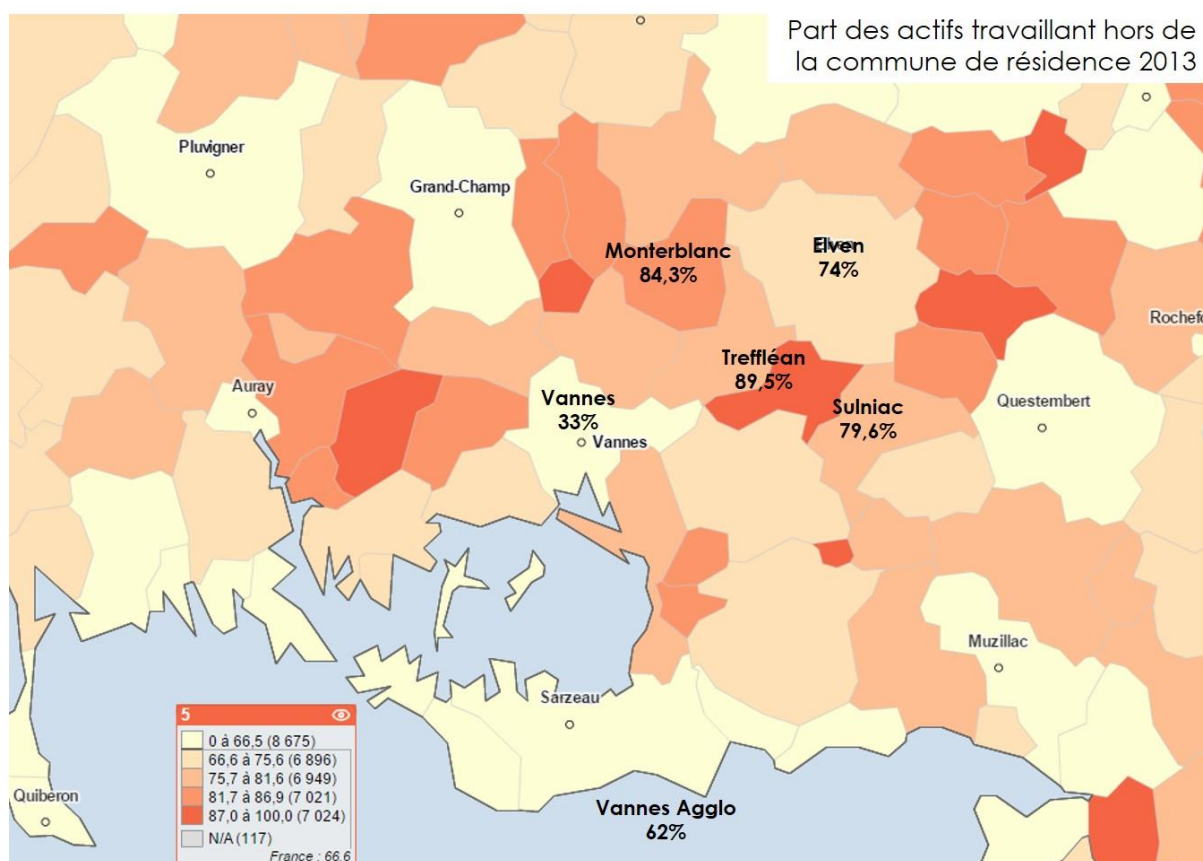 Part des actifs travaillant hors de
la commune de résidence 2013
Pluvigner
Grand-Champ
Monterblanc
84,3%
Elven
74%
Rochef
Treffléan
89,5%
Auray
Vannes
33%
Vannes
Sulniac
79,6%
Questembert
Muzillac
Sarzeau
Quiberon
Vannes Agglo
62%
5
0 à 66,5 (8 675)
66,6 à 75,6 (6 896)
75,7 à 81,6 (6 949)
81,7 à 86,9 (7 021)
87,0 à 100,0 (7 024)
N/A (117)
France : 66,6